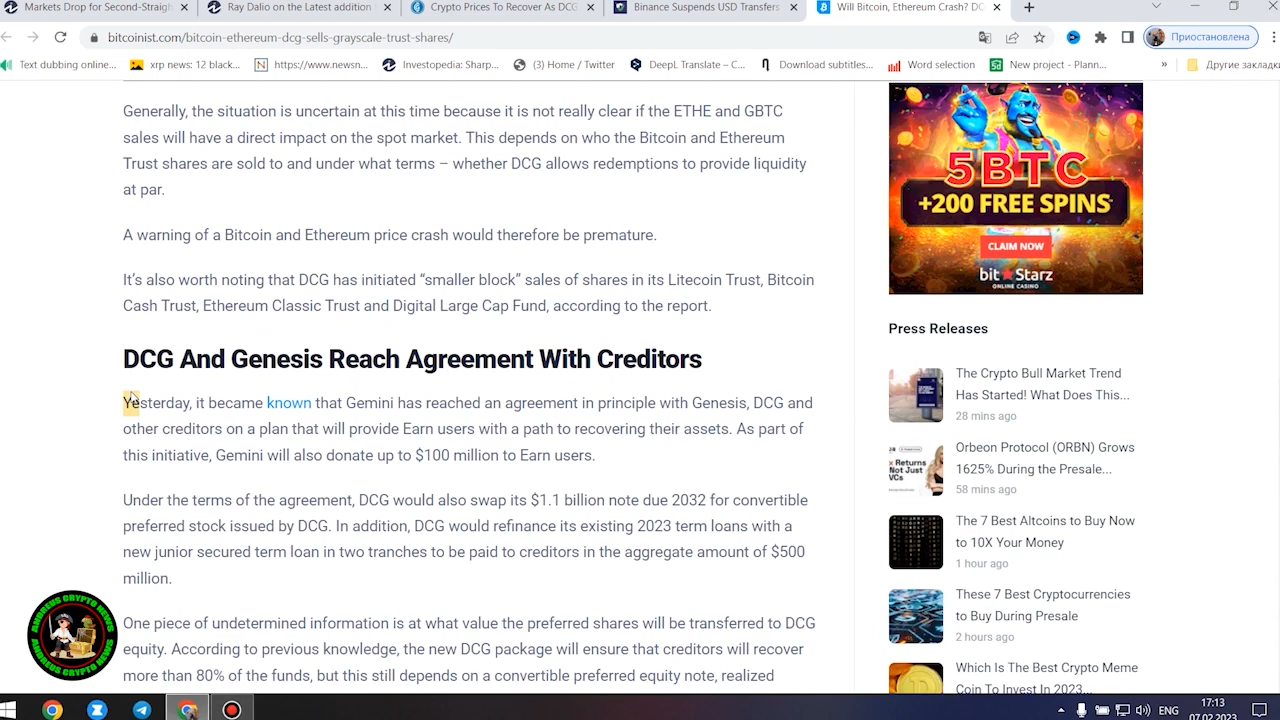 Markets Drop for Second-Straigh
Ray Dalio on the Latest addition
Crypto Prices To Recover As DCG
Binance Suspends USD Transfers
Will Bitcoin, Ethereum Crash? DC
bitcoinist.com/bitcoin-ethereum-dcg-sells-grayscale-trust-shares/
Приостановлена
Text dubbing online...
xrp news: 12 black...
https://www.newsn...
Investopedia: Sharp...
(3) Home / Twitter
DeepL Translate – C...
Download subtitles...
Word selection
New project - Plann...
»
Другие закладки
Generally, the situation is uncertain at this time because it is not really clear if the ETHE and GBTC
sales will have a direct impact on the spot market. This depends on who the Bitcoin and Ethereum
Trust shares are sold to and under what terms – whether DCG allows redemptions to provide liquidity
at par.
A warning of a Bitcoin and Ethereum price crash would therefore be premature.
It's also worth noting that DCG has initiated “smaller block” sales of shares in its Litecoin Trust, Bitcoin
Cash Trust, Ethereum Classic Trust and Digital Large Cap Fund, according to the report.
DCG And Genesis Reach Agreement With Creditors
Yesterday, it became known that Gemini has reached an agreement in principle with Genesis, DCG and
other creditors on a plan that will provide Earn users with a path to recovering their assets. As part of
this initiative, Gemini will also donate up to $100 million to Earn users.
Under the terms of the agreement, DCG would also swap its $1.1 billion note due 2032 for convertible
preferred stock issued by DCG. In addition, DCG would refinance its existing 2023 term loans with a
new junior secured term loan in two tranches to be paid to creditors in the aggregate amount of $500
million.
One piece of undetermined information is at what value the preferred shares will be transferred to DCG
equity. According to previous knowledge, the new DCG package will ensure that creditors will recover
more than 80% of the funds, but this still depends on a convertible preferred equity note, realized
5BTC
+200 FREE SPINS
CLAIM NOW
bit★Starz
ONLINE CASINO
Press Releases
The Crypto Bull Market Trend
Has Started! What Does This...
28 mins ago
Returns
Not Just
VCs
Orbeon Protocol (ORBN) Grows
1625% During the Presale...
58 mins ago
The 7 Best Altcoins to Buy Now
to 10X Your Money
1 hour ago
These 7 Best Cryptocurrencies
to Buy During Presale
2 hours ago
Which Is The Best Crypto Meme
Coin To Invest In 2023...
ANDREUS CRYPTO NEWS
ANDREUS CRYPTO NEWS
ENG
17:13
07.02.2023